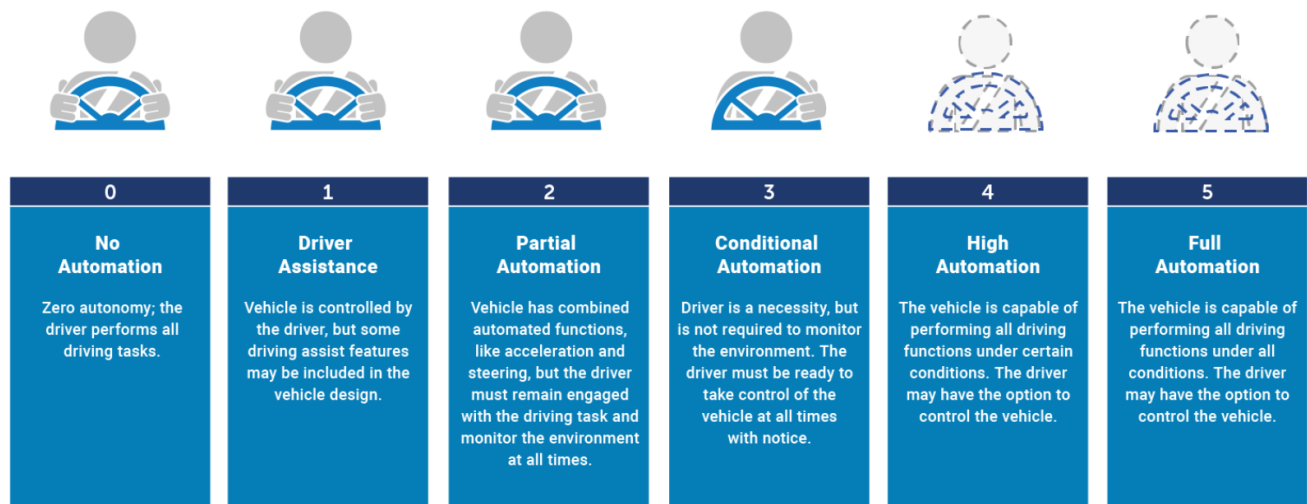 0
No
Automation
Zero autonomy; the
driver performs all
driving tasks.
1
Driver
Assistance
Vehicle is controlled by
the driver, but some
driving assist features
may be included in the
vehicle design.
2
Partial
Automation
Vehicle has combined
automated functions,
like acceleration and
steering, but the driver
must remain engaged
with the driving task and
monitor the environment
at all times.
3
Conditional
Automation
Driver is a necessity, but
is not required to monitor
the environment. The
driver must be ready to
take control of the
vehicle at all times
with notice.
4
High
Automation
The vehicle is capable of
performing all driving
functions under certain
conditions. The driver
may have the option to
control the vehicle.
5
Full
Automation
The vehicle is capable of
performing all driving
functions under all
conditions. The driver
may have the option to
control the vehicle.